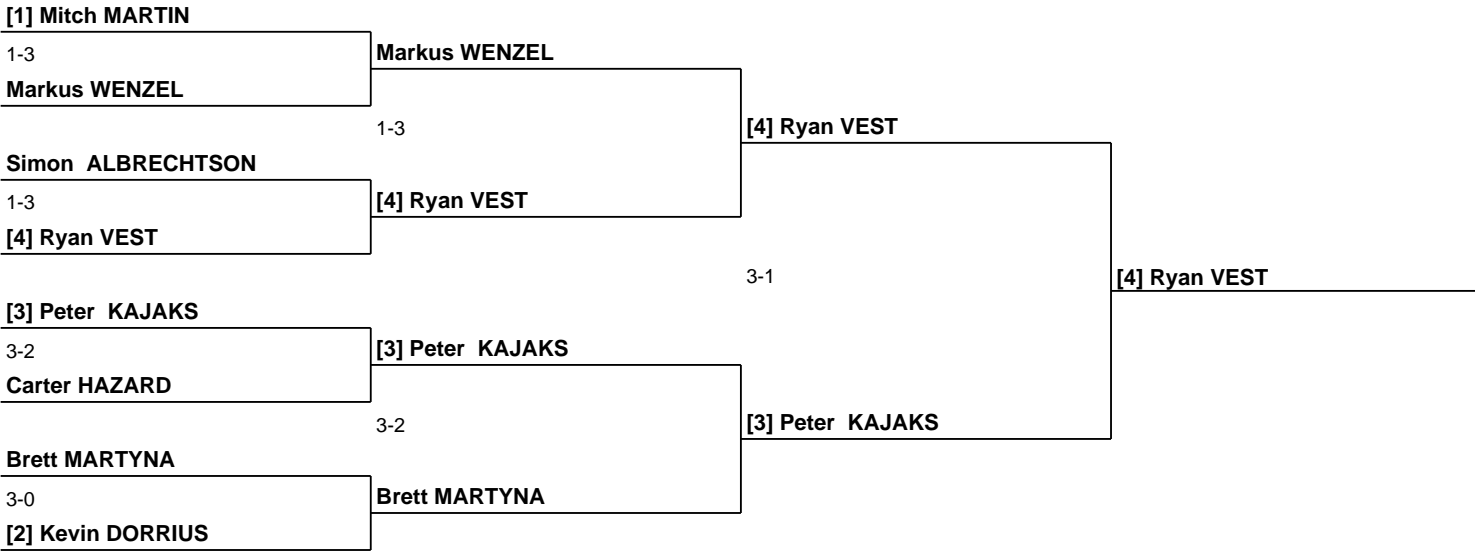 [1] Mitch MARTIN
1-3
Markus WENZEL
Markus WENZEL
1-3
[4] Ryan VEST
Simon  ALBRECHTSON
1-3
[4] Ryan VEST
[4] Ryan VEST
3-1
[4] Ryan VEST
[3] Peter  KAJAKS
3-2
[3] Peter  KAJAKS
Carter HAZARD
3-2
[3] Peter  KAJAKS
Brett MARTYNA
3-0
Brett MARTYNA
[2] Kevin DORRIUS